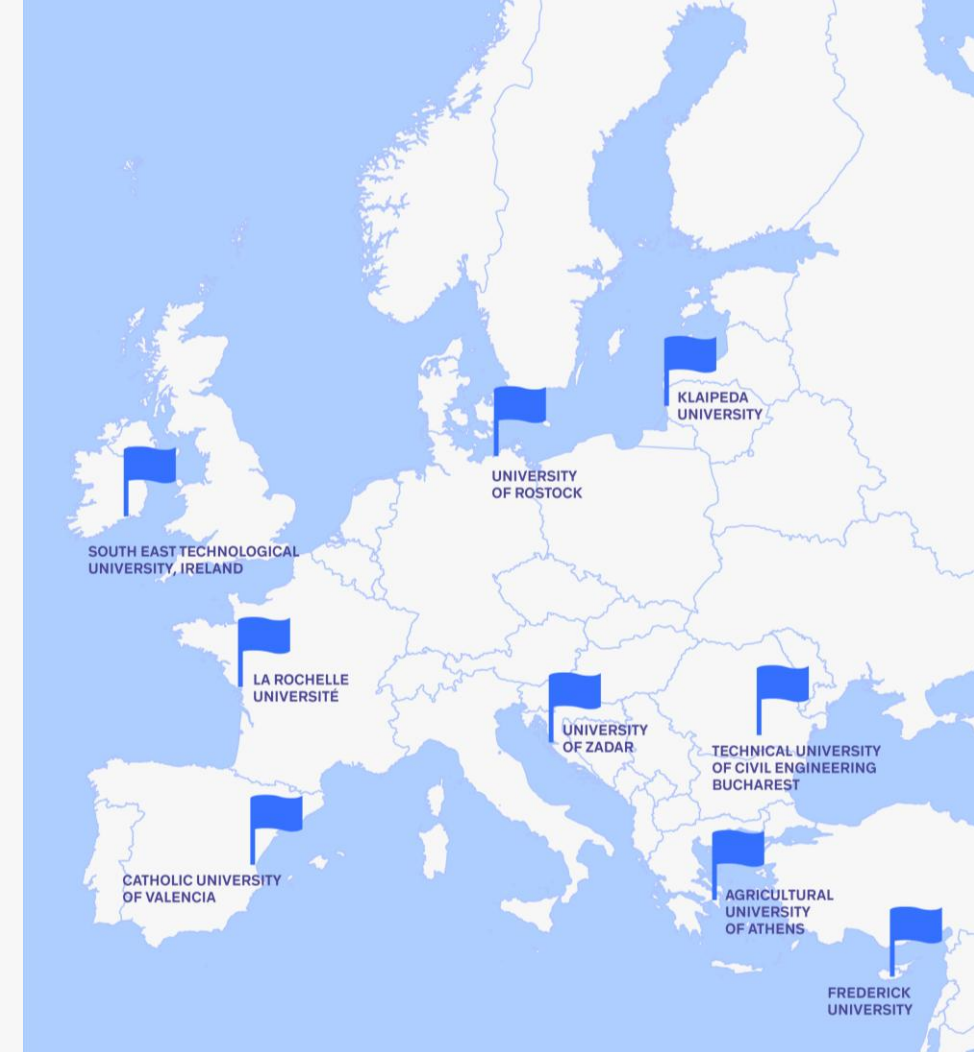 KLAIPEDA
UNIVERSITY
UNIVERSITY
OF ROSTOCK
SOUTH EAST TECHNOLOGICAL
UNIVERSITY, IRELAND
LA ROCHELLE
UNIVERSITÉ
UNIVERSITY
OF ZADAR
TECHNICAL UNIVERSITY
OF CIVIL ENGINEERING
BUCHAREST
CATHOLIC UNIVERSITY
OF VALENCIA
AGRICULTURAL
UNIVERSITY
OF ATHENS
FREDERICK
UNIVERSITY